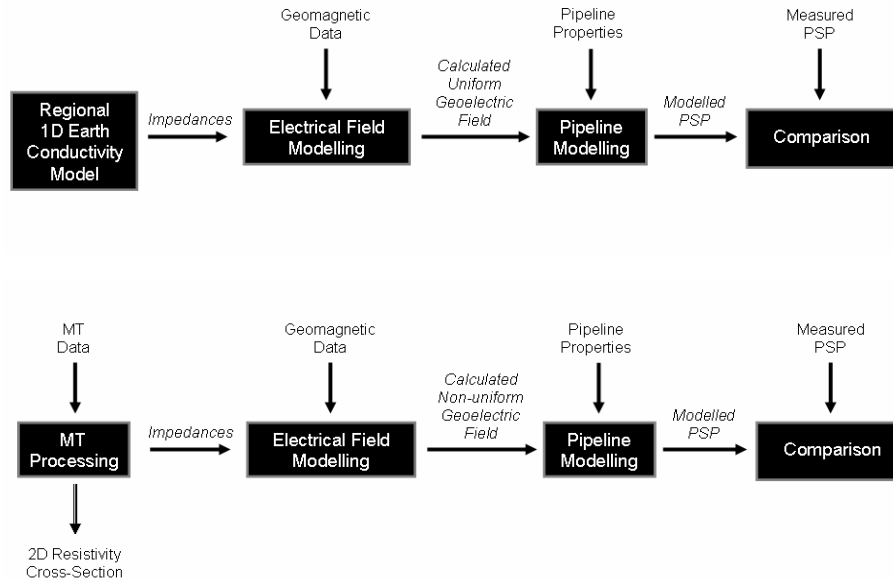 Geomagnetic
Data
Pipeline
Properties
Measured
PSP
Regional
1D Earth
Conductivity
Model
Impedances
Electrical Field
Modelling
Calculated
Uniform
Geoelectric
Field
Pipeline
Modelling
Modelled
PSP
Comparison
MT
Data
Geomagnetic
Data
Pipeline
Properties
Measured
PSP
MT
Processing
Impedances
Electrical Field
Modelling
Calculated
Non-uniform
Geoelectric
Field
Pipeline
Modelling
Modelled
PSP
Comparison
2D Resistivity
Cross-Section